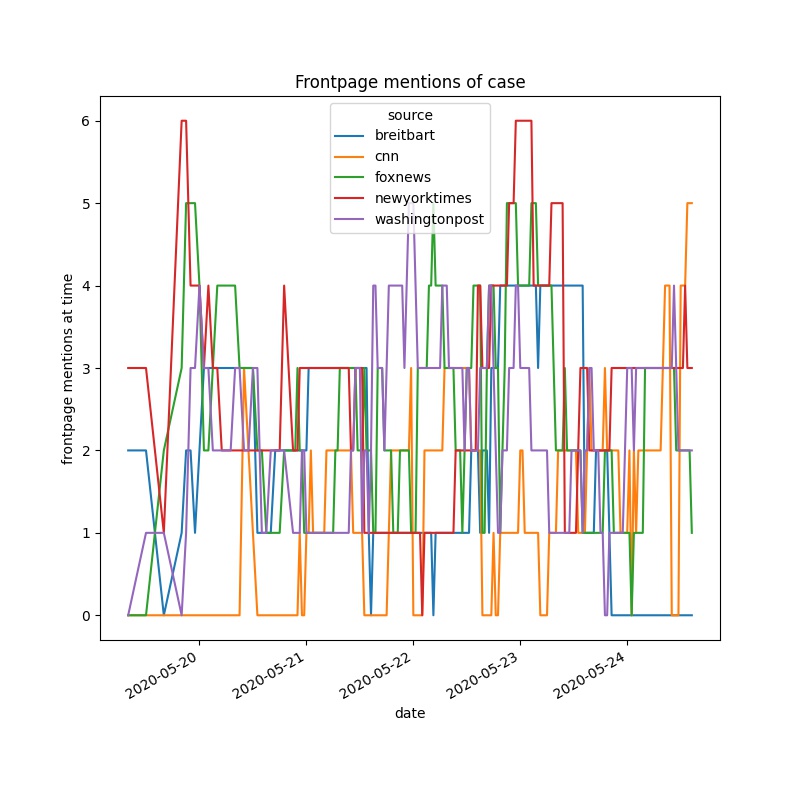 Frontpage mentions of case
source
breitbart
cnn
foxnews
newyorktimes
washingtonpost
6
5
4
3
2
1
0
frontpage mentions at time
2020-05-20
2020-05-21
2020-05-22
2020-05-23
2020-05-24
date